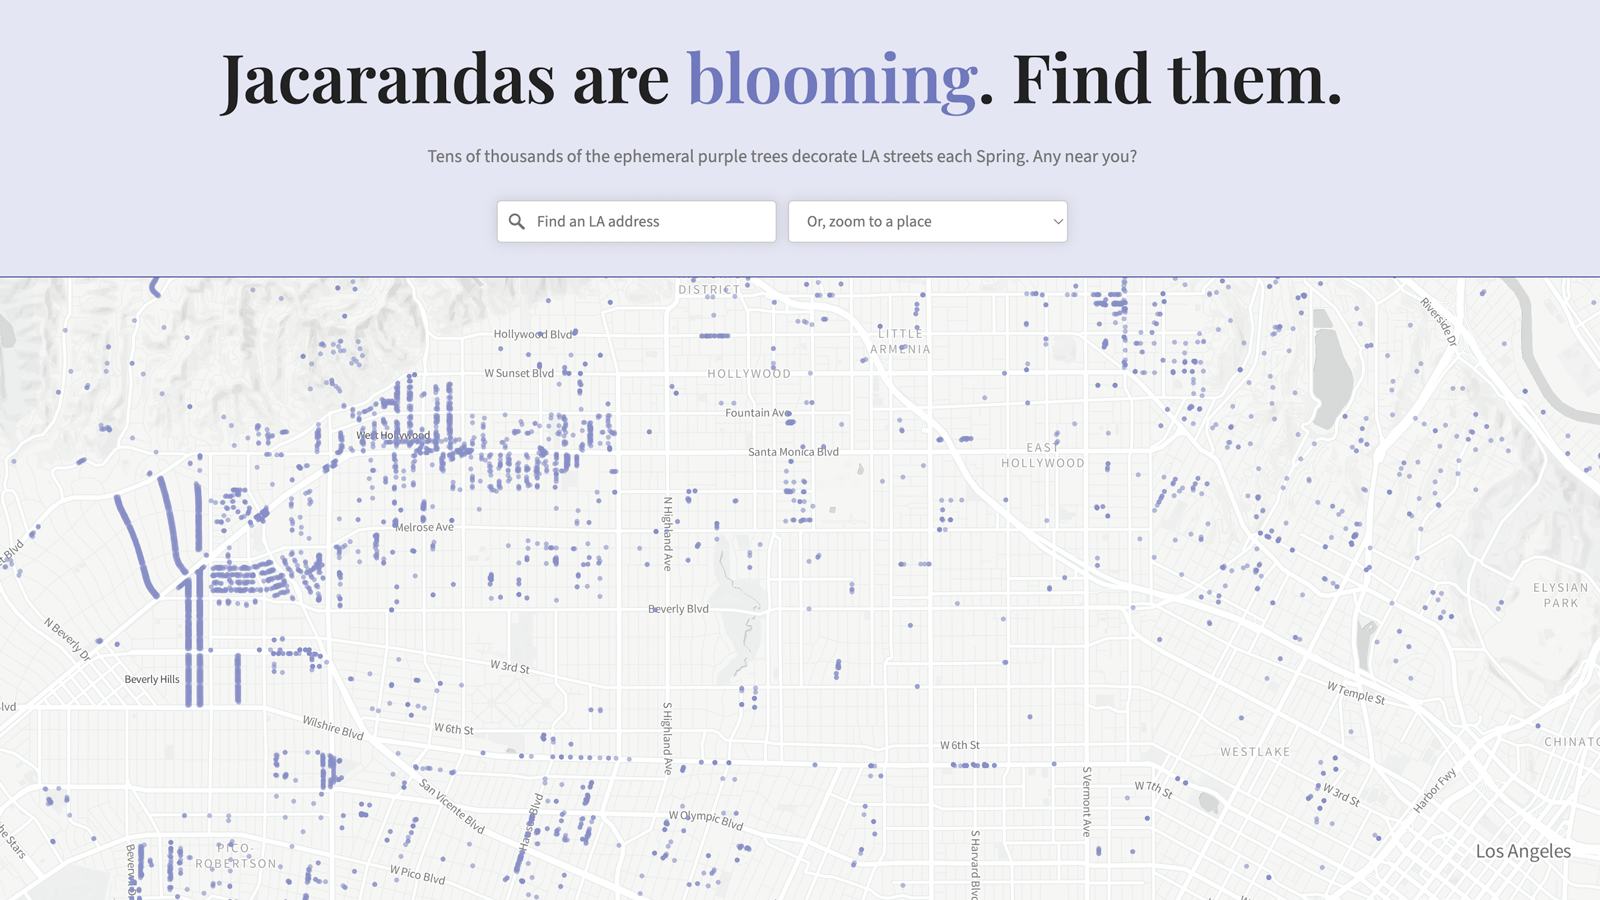 Jacarandas are blooming. Find them.
Tens of thousands of the ephemeral purple trees decorate LA streets each Spring. Any near you?
Find an LA address
Or, zoom to a place
DISTRICT
Riverside Dr
Hollywood Blvd
LITTLE
ARMENIA
W Sunset Blvd
HOLLYWOOD
Fountain Ave
West Hollywood
Santa Monica Blvd
EAST
HOLLYWOOD
N Highland Ave
Melrose Ave
et Blvd
ELYSIAN
PARK
Beverly Blvd
N Beverly Dr
W 3rd St
Beverly Hills
W Temple St
lvd
Wilshire Blvd
W 6th St
S Highland Ave
W 6th St
WESTLAKE
CHINATO
San Vicente Blvd
S Vermont Ave
W 7th St
W 3rd St
Harbor Fwy
W Olympic Blvd
he Stars
PICO-
ROBERTSON
W Pico Blvd
S Harvard Blvd
Los Angeles